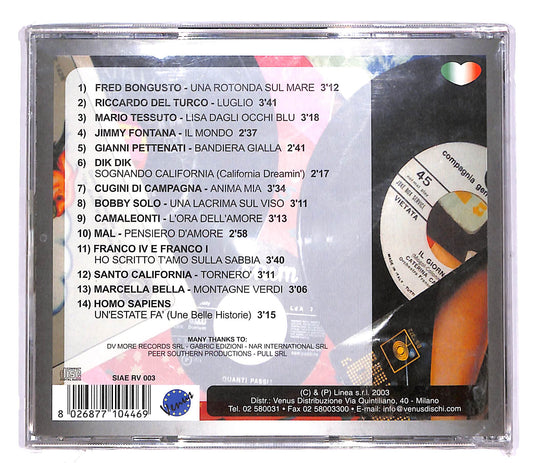 1) FRED BONGUSTO - UNA ROTONDA SUL MARE 3'12
2) RICCARDO DEL TURCO - LUGLIO 3'41
3) MARIO TESSUTO - LISA DAGLI OCCHI BLU 3'18
4) JIMMY FONTANA - IL MONDO 2'37
5) GIANNI PETTENATI - BANDIERA GIALLA 2'41
6) DIK DIK
SOGNANDO CALIFORNIA (California Dreamin') 2'17
7) CUGINI DI CAMPAGNA - ANIMA MIA 3'34
8) BOBBY SOLO - UNA LACRIMA SUL VISO 3'11
9) CAMALEONTI - L'ORA DELL'AMORE 3'13
10) MAL - PENSIERO D'AMORE 2'58
11) FRANCO IV E FRANCO I
HO SCRITTO T'AMO SULLA SABBIA 3'40
12) SANTO CALIFORNIA - TORNERO' 3'11
13) MARCELLA BELLA - MONTAGNE VERDI 3'06
14) HOMO SAPIENS
UN'ESTATE FA' (Une Belle Historie) 3'15
MANY THANKS TO:
DV MORE RECORDS SRL - GABRIC EDIZIONI - NAR INTERNATIONAL SRL
PEER SOUTHERN PRODUCTIONS - PULL SRL
compagnia
45
VIETATA
IL GIORN
CATERINA
QUANTI PASSI
SIAE RV 003
8 026877 104469
Linea
(C) & (P) Linea s.r.l. 2003
Distr.: Venus Distribuzione Via Quintiliano, 40 - Milano
Tel. 02 580031 • Fax 02 58003300 • E-mail: info@venusdischi.com